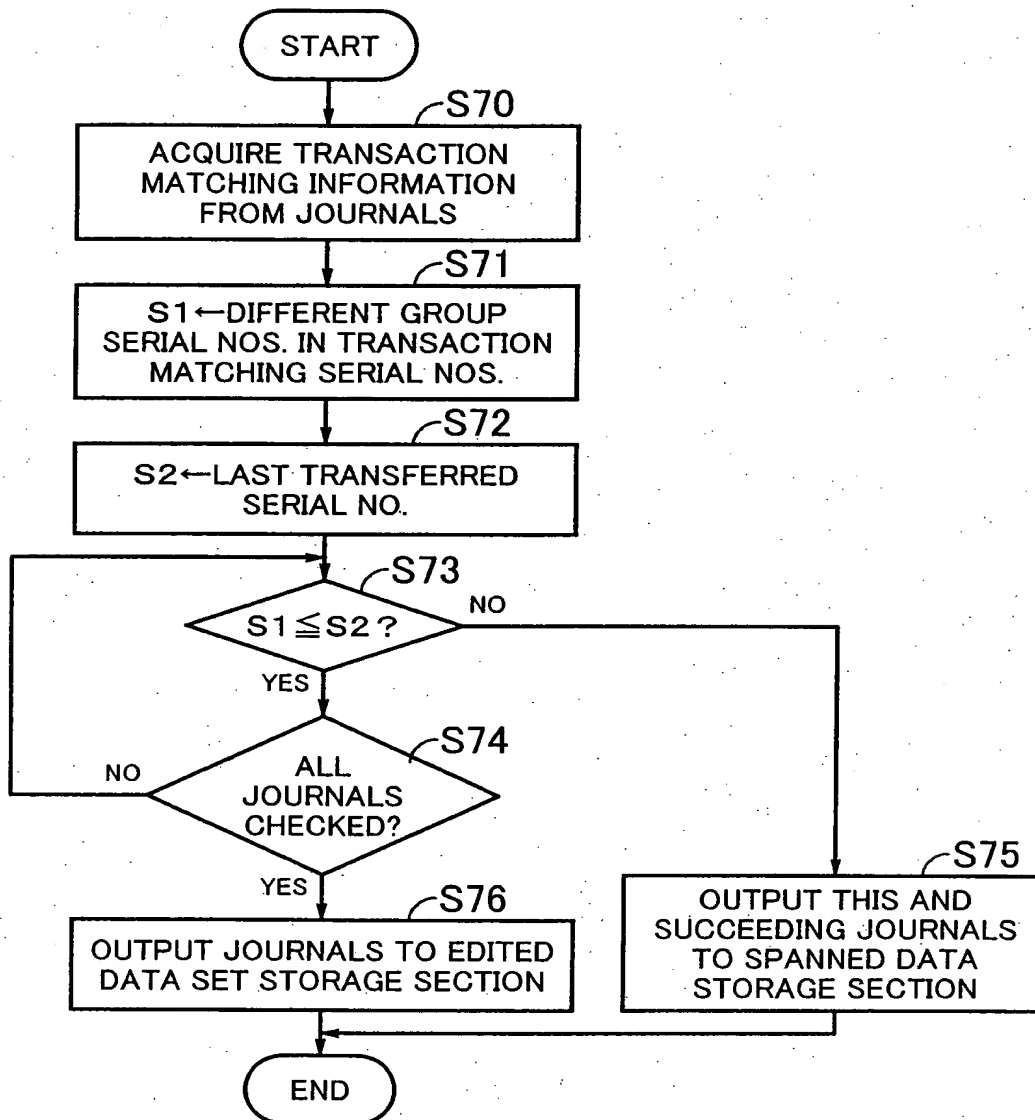 START
S70
ACQUIRE TRANSACTION
MATCHING INFORMATION
FROM JOURNALS
S71
S1←DIFFERENT GROUP
SERIAL NOS. IN TRANSACTION
MATCHING SERIAL NOS.
S72
S2←LAST TRANSFERRED
SERIAL NO.
S73
S1≦S2?
NO
YES
S74
ALL
JOURNALS
CHECKED?
NO
YES
S75
OUTPUT THIS AND
SUCCEEDING JOURNALS
TO SPANNED DATA
STORAGE SECTION
S76
OUTPUT JOURNALS TO EDITED
DATA SET STORAGE SECTION
END